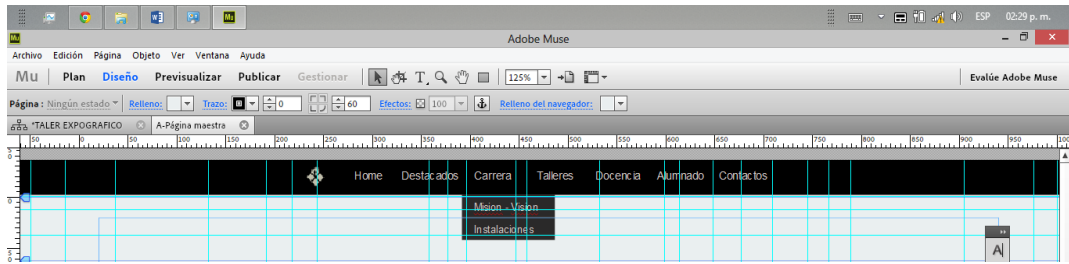 ESP 02:29 p. m.
Mu Adobe Muse
Archivo Edición Página Objeto Ver Ventana Ayuda
Mu Plan Diseño Previsualizar Publicar Gestionar T 125% Evalúe Adobe Muse
Página: Ningún estado Relleno: Trazo: 0 60 Efectos: 100 Relleno del navegador:
*TALER EXPOGRAFICO A-Página maestra
50 0 50 100 150 200 250 300 350 400 450 500 550 600 650 700 750 800 850 900 950 100
Home Destacados Carrera Talleres Docencia Alumnado Contactos
Mision - Vision
Instalaciones
A